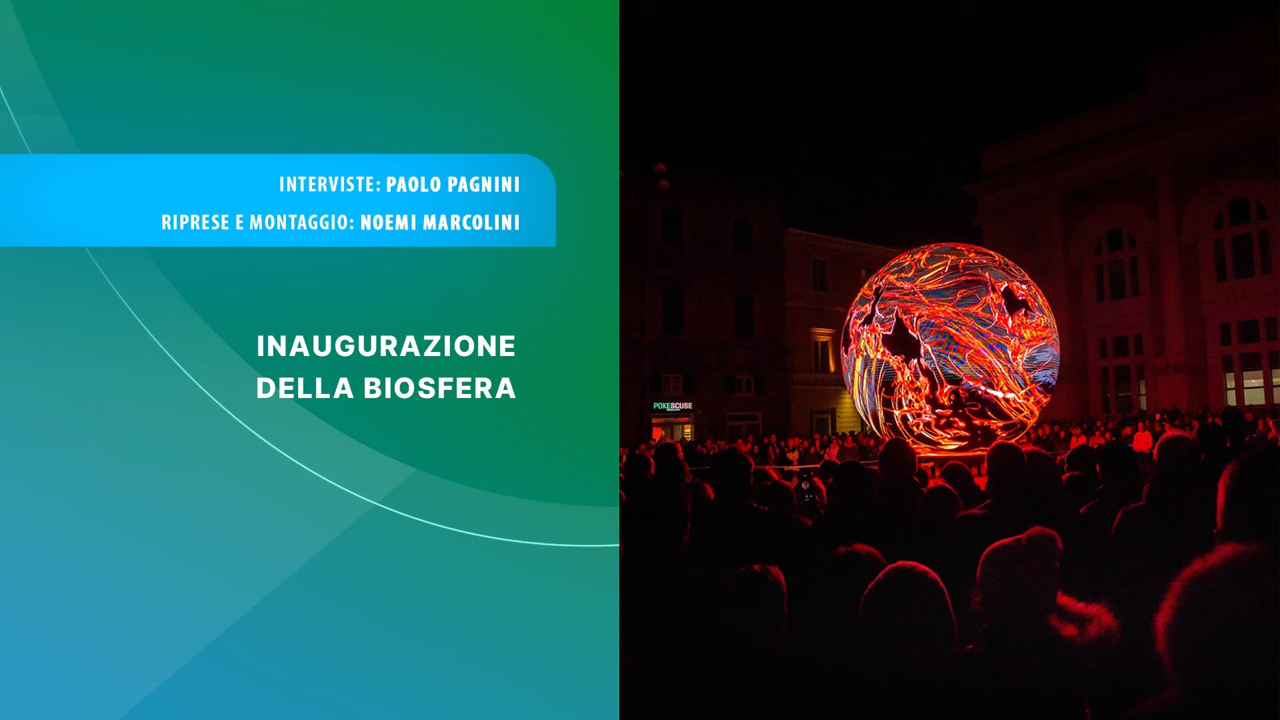 INTERVISTE: PAOLO PAGNINI
RIPRESE E MONTAGGIO: NOEMI MARCOLINI
INAUGURAZIONE
DELLA BIOSFERA
POKESCUSE